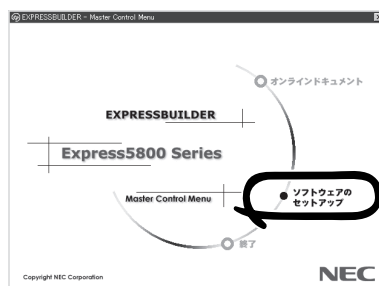 EXPRESSBUILDER - Master Control Menu
オンラインドキュメント
EXPRESSBUILDER
Express5800 Series
Master Control Menu
ソフトウェアの
セットアップ
終了
Copyright NEC Corporation
NEC